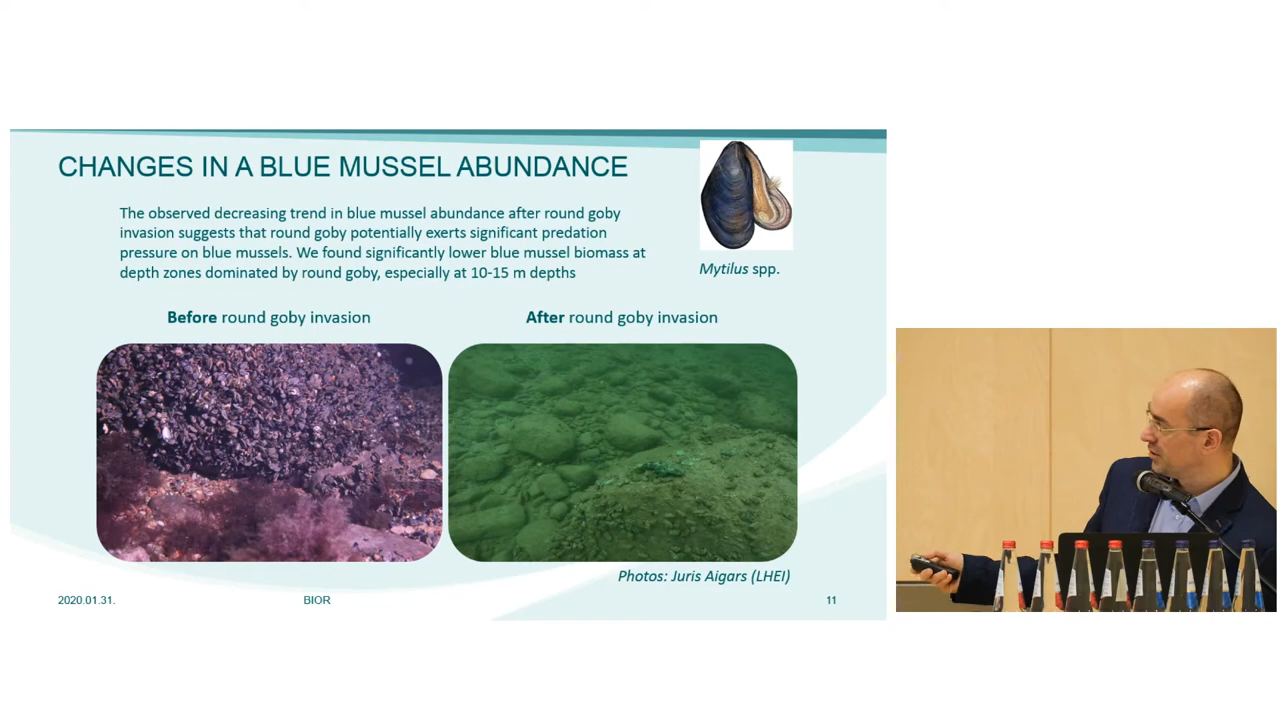 CHANGES IN A BLUE MUSSEL ABUNDANCE
The observed decreasing trend in blue mussel abundance after round goby
invasion suggests that round goby potentially exerts significant predation
pressure on blue mussels. We found significantly lower blue mussel biomass at
depth zones dominated by round goby, especially at 10-15 m depths
Mytilus spp.
Before round goby invasion
After round goby invasion
Photos: Juris Aigars (LHEI)
2020.01.31.
BIOR
11